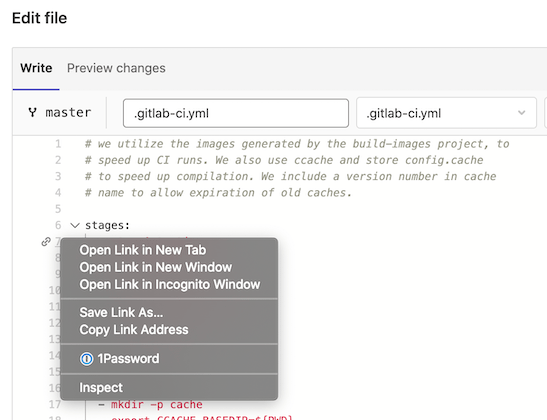 Edit file
Write Preview changes
master .gitlab-ci.yml .gitlab-ci.yml
1 # we utilize the images generated by the build-images project, to
2 # speed up CI runs. We also use ccache and store config.cache
3 # to speed up compilation. We include a version number in cache
4 # name to allow expiration of old caches.
5
6 stages:
7
8
Open Link in New Tab
9
Open Link in New Window
10
Open Link in Incognito Window
11
12
Save Link As...
13
Copy Link Address
14
15
1Password
16
Inspect
17 - mkdir -p cache
18 - export CCACHE_BASEDIR=${PWD}